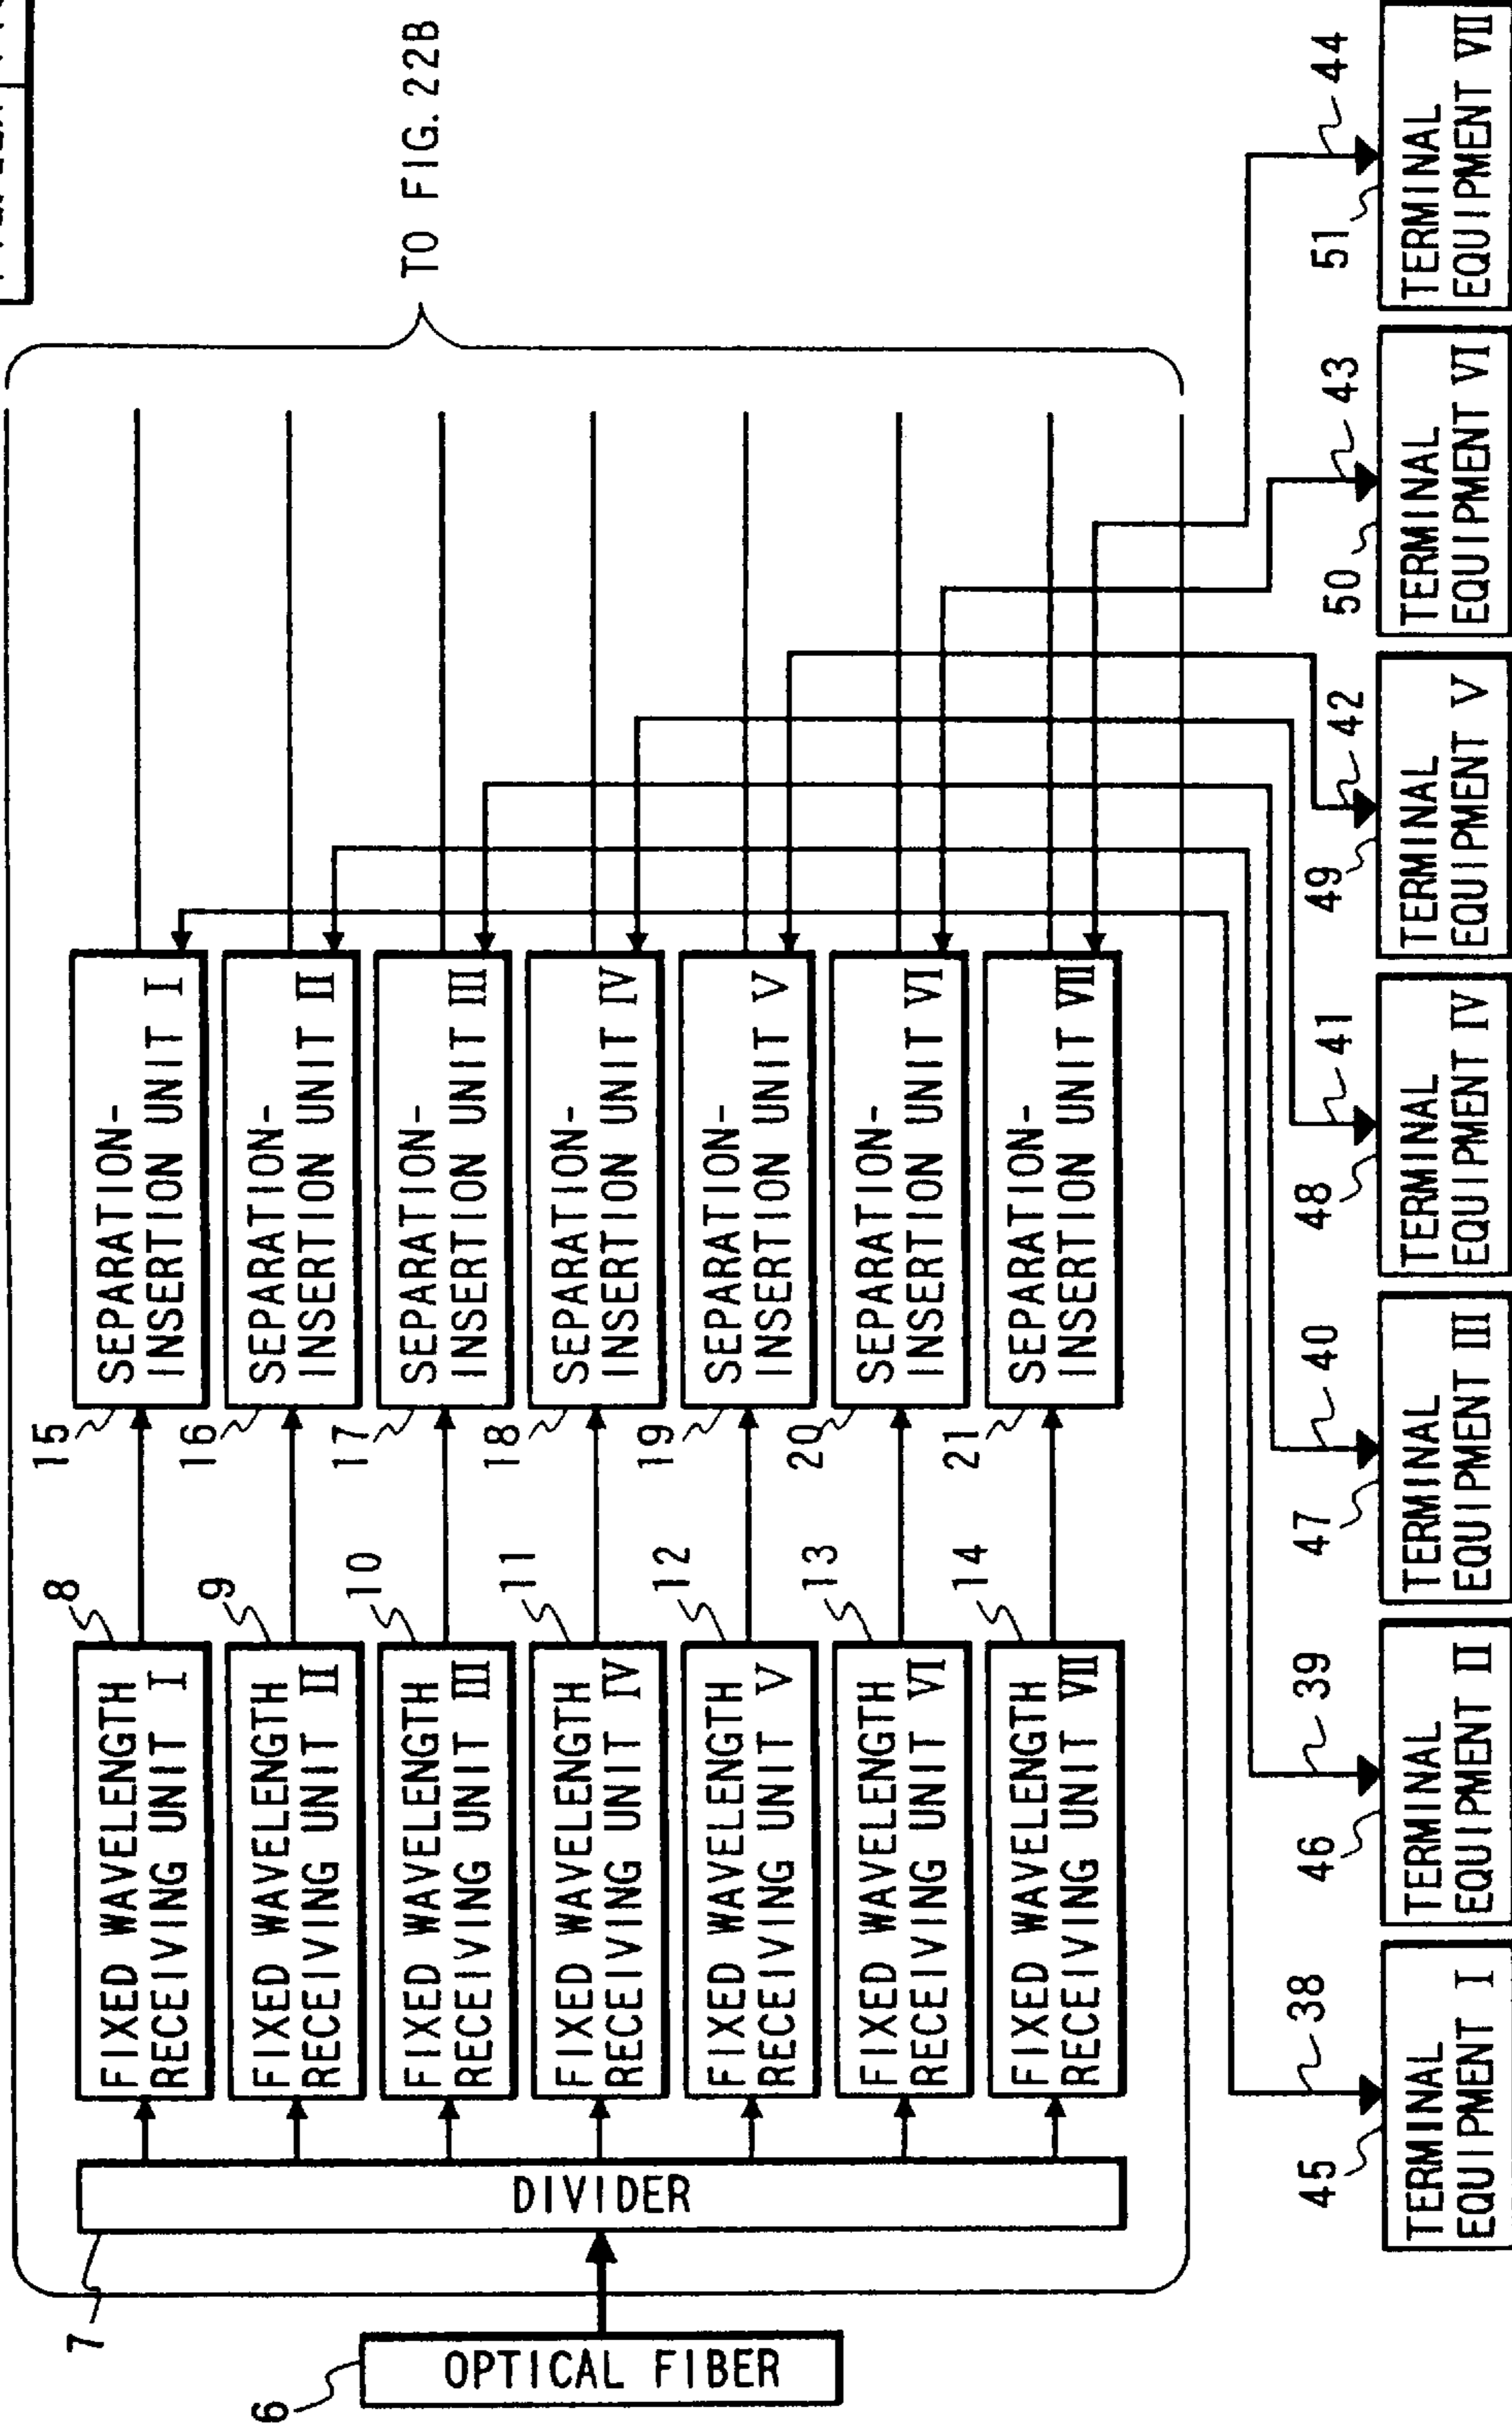 6
OPTICAL FIBER
7
DIVIDER
8
FIXED WAVELENGTH
RECEIVING UNIT I
9
FIXED WAVELENGTH
RECEIVING UNIT II
10
FIXED WAVELENGTH
RECEIVING UNIT III
11
FIXED WAVELENGTH
RECEIVING UNIT IV
12
FIXED WAVELENGTH
RECEIVING UNIT V
13
FIXED WAVELENGTH
RECEIVING UNIT VI
14
FIXED WAVELENGTH
RECEIVING UNIT VII
15
SEPARATION-
INSERTION UNIT I
16
SEPARATION-
INSERTION UNIT II
17
SEPARATION-
INSERTION UNIT III
18
SEPARATION-
INSERTION UNIT IV
19
SEPARATION-
INSERTION UNIT V
20
SEPARATION-
INSERTION UNIT VI
21
SEPARATION-
INSERTION UNIT VII
TO FIG. 22B
45
38
TERMINAL
EQUIPMENT I
46
39
TERMINAL
EQUIPMENT II
47
40
TERMINAL
EQUIPMENT III
48
41
TERMINAL
EQUIPMENT IV
49
42
TERMINAL
EQUIPMENT V
50
43
TERMINAL
EQUIPMENT VI
51
44
TERMINAL
EQUIPMENT VII